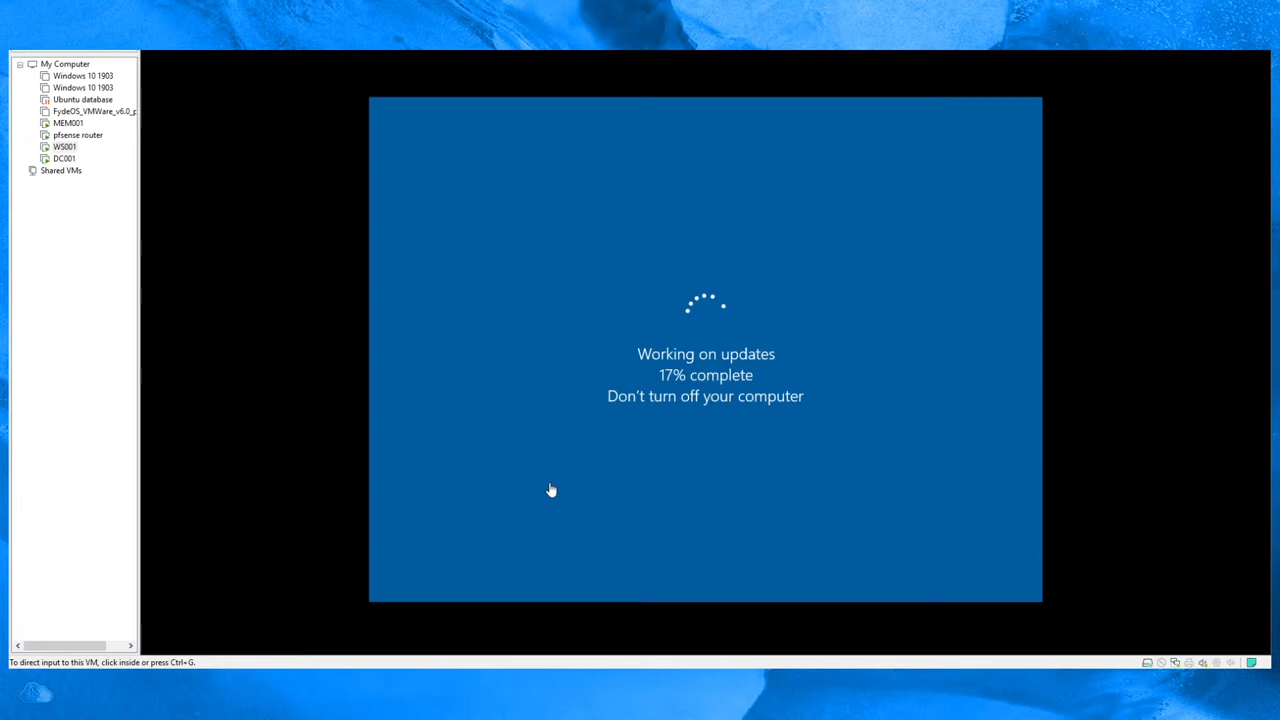 My Computer
Windows 10 1903
Windows 10 1903
Ubuntu database
FydeOS_VMWare_v6.0_p
MEM001
pfsense router
WS001
DC001
Shared VMs
Working on updates
17% complete
Don't turn off your computer
To direct input to this VM, click inside or press Ctrl+G.